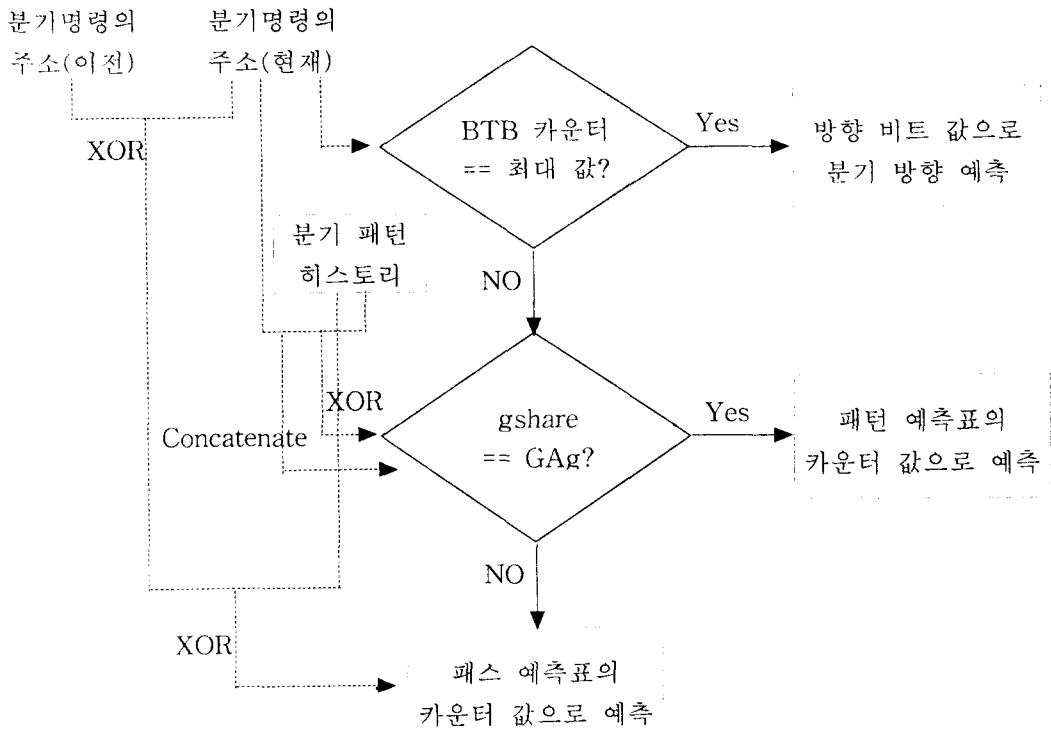 분기명령의
주소(이전)
분기명령의
주소(현재)
XOR
BTB 카운터
== 최대 값?
Yes
방향 비트 값으로
분기 방향 예측
분기 패턴
히스토리
NO
XOR
Concatenate
gshare
== GAg?
Yes
패턴 예측표의
카운터 값으로 예측
NO
XOR
패스 예측표의
카운터 값으로 예측